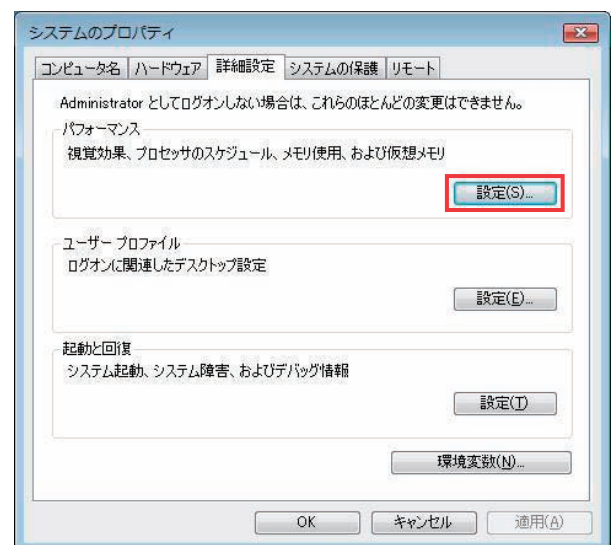 システムのプロパティ
コンピュータ名 ハードウェア 詳細設定 システムの保護 リモート
Administrator としてログオンしない場合は、これらのほとんどの変更はできません。
パフォーマンス
視覚効果、プロセッサのスケジュール、メモリ使用、および仮想メモリ
設定(S)...
ユーザー プロファイル
ログオンに関連したデスクトップ設定
設定(E)...
起動と回復
システム起動、システム障害、およびデバッグ情報
設定(T)
環境変数(N)...
OK キャンセル 適用(A)